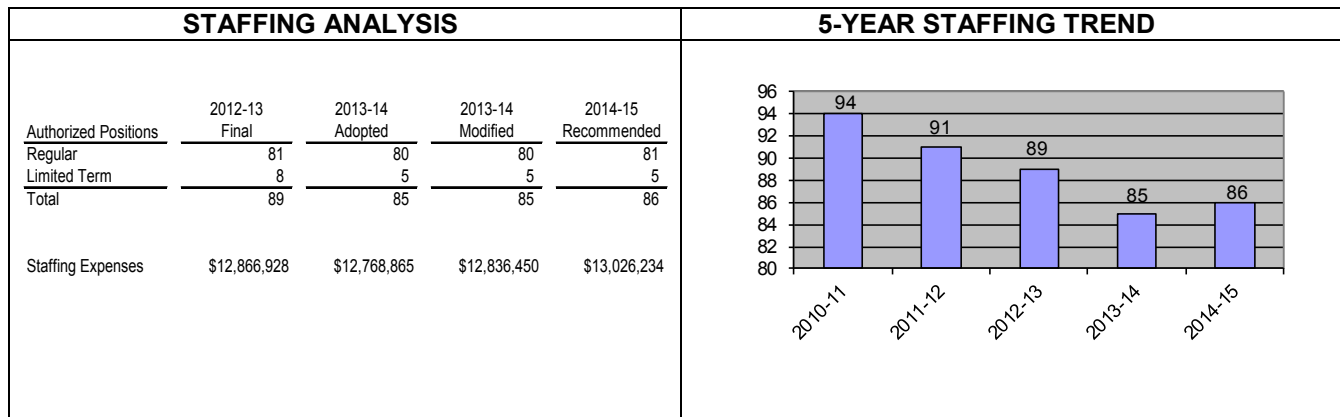 STAFFING ANALYSIS
2012-13 2013-14 2013-14 2014-15
Authorized Positions Final Adopted Modified Recommended
Regular 81 80 80 81
Limited Term 8 5 5 5
Total 89 85 85 86
Staffing Expenses $12,866,928 $12,768,865 $12,836,450 $13,026,234
5-YEAR STAFFING TREND
96
94
92
90
88
86
84
82
80
94
91
89
85
86
2010-11
2011-12
2012-13
2013-14
2014-15